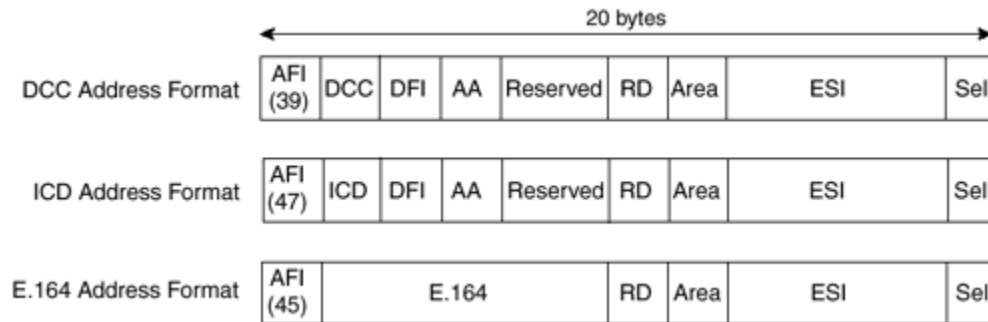 20 bytes
DCC Address Format AFI (39) DCC DFI AA Reserved RD Area ESI Sel
ICD Address Format AFI (47) ICD DFI AA Reserved RD Area ESI Sel
E.164 Address Format AFI (45) E.164 RD Area ESI Sel